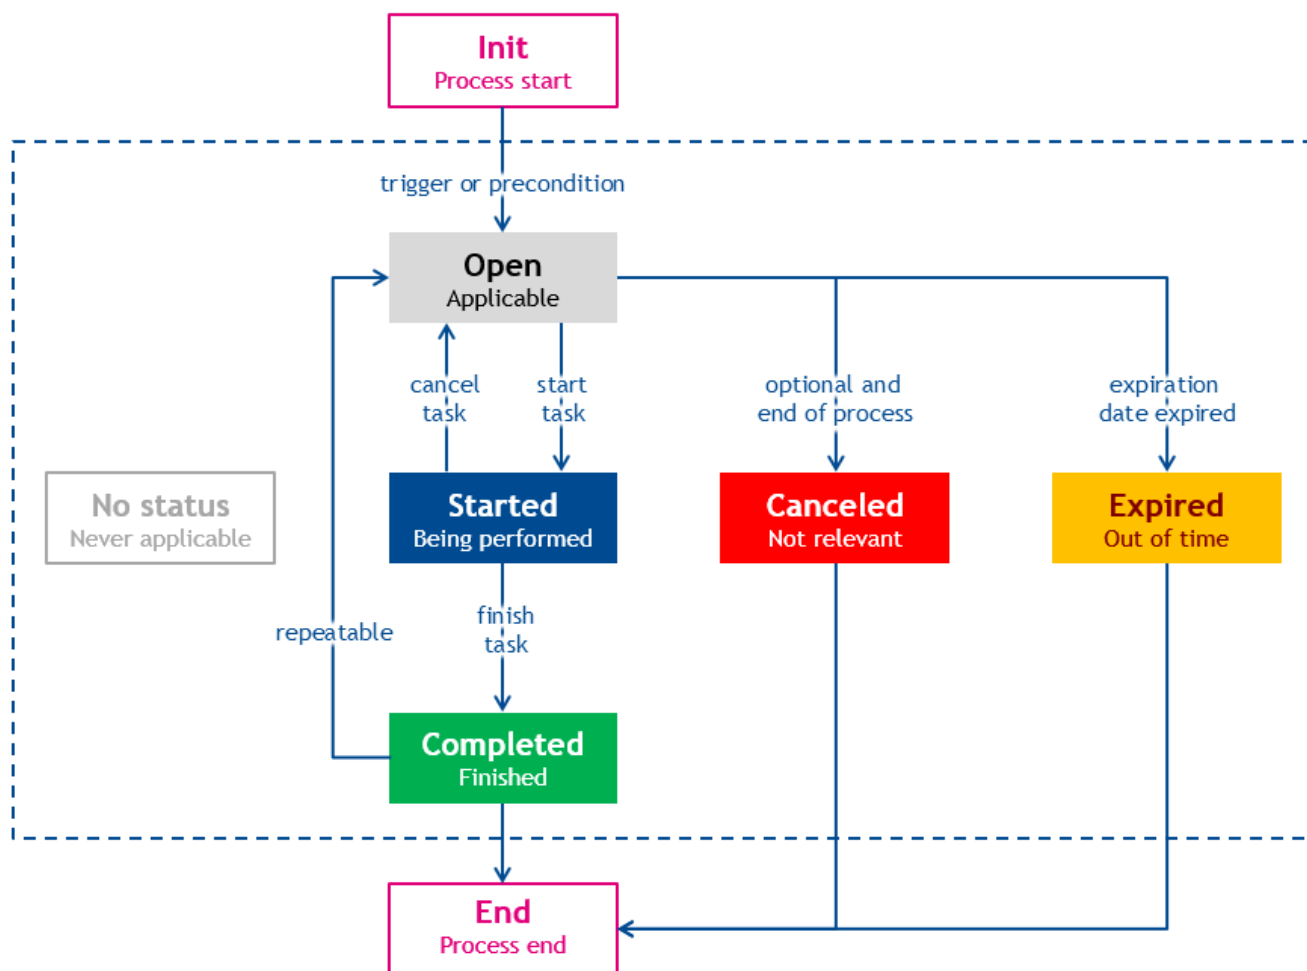 Init
Process start
trigger or precondition
Open
Applicable
cancel
task
start
task
optional and
end of process
expiration
date expired
No status
Never applicable
Started
Being performed
Canceled
Not relevant
Expired
Out of time
repeatable
finish
task
Completed
Finished
End
Process end